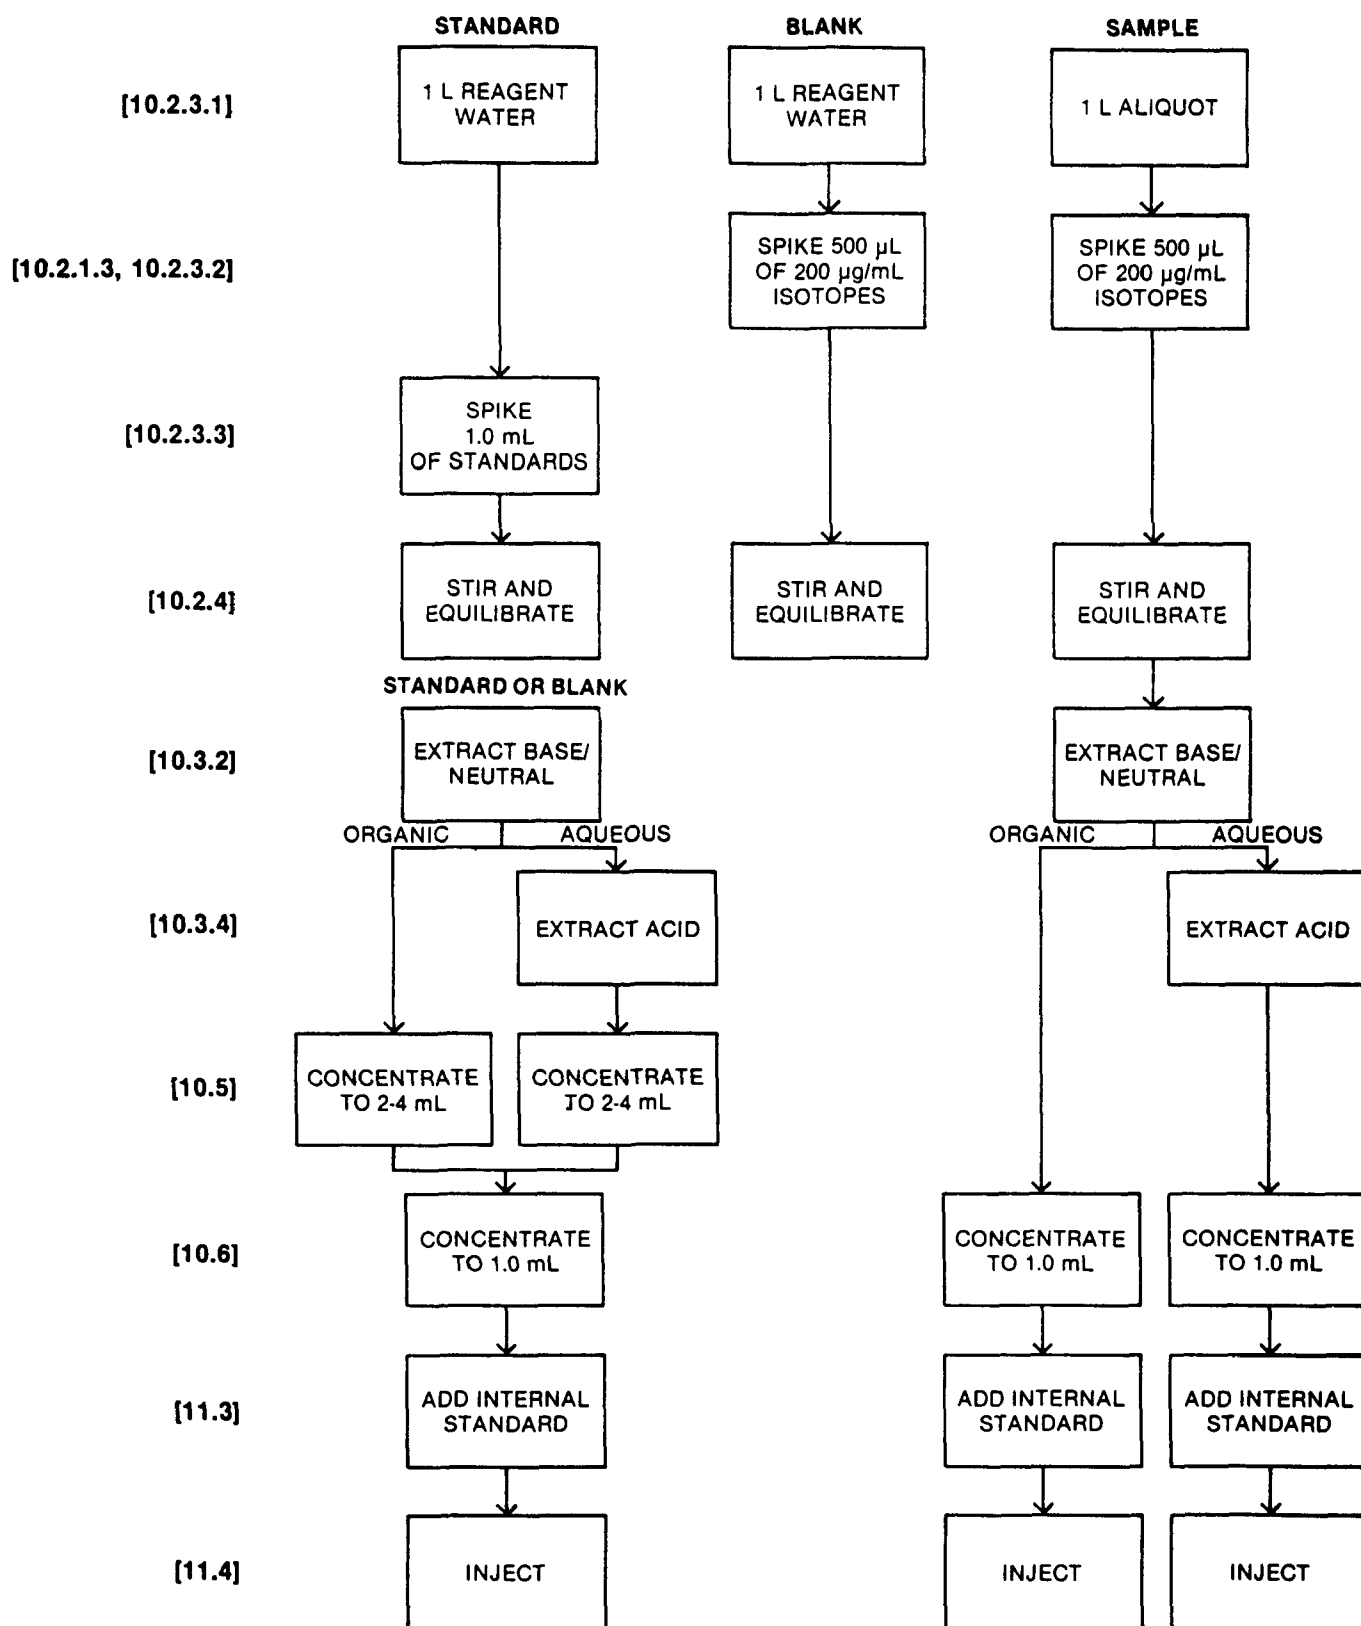 STANDARD
BLANK
SAMPLE
[10.2.3.1]
1 L REAGENT
WATER
1 L REAGENT
WATER
1 L ALIQUOT
[10.2.1.3, 10.2.3.2]
SPIKE 500 µL
OF 200 µg/mL
ISOTOPES
SPIKE 500 µL
OF 200 µg/mL
ISOTOPES
[10.2.3.3]
SPIKE
1.0 mL
OF STANDARDS
[10.2.4]
STIR AND
EQUILIBRATE
STIR AND
EQUILIBRATE
STIR AND
EQUILIBRATE
STANDARD OR BLANK
[10.3.2]
EXTRACT BASE/
NEUTRAL
EXTRACT BASE/
NEUTRAL
ORGANIC
AQUEOUS
ORGANIC
AQUEOUS
[10.3.4]
EXTRACT ACID
EXTRACT ACID
[10.5]
CONCENTRATE
TO 2-4 mL
CONCENTRATE
TO 2-4 mL
[10.6]
CONCENTRATE
TO 1.0 mL
CONCENTRATE
TO 1.0 mL
CONCENTRATE
TO 1.0 mL
[11.3]
ADD INTERNAL
STANDARD
ADD INTERNAL
STANDARD
ADD INTERNAL
STANDARD
[11.4]
INJECT
INJECT
INJECT